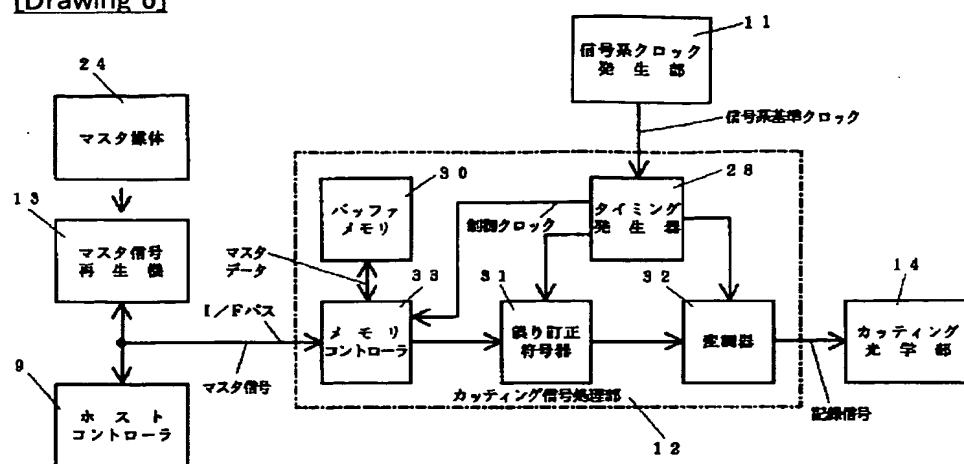 [Drawing 6]
11
信号系クロック
発生部
24
信号系基準クロック
マスタ媒体
30
28
13
バッファ
メモリ
タイミング
発生器
制御クロック
マスタ信号
再生機
マスタ
データ
33
31
32
14
I/Fバス
メモリ
コントローラ
誤り訂正
符号器
変調器
カッティング
光学部
9
マスタ信号
カッティング信号処理部
記録信号
ホスト
コントローラ
12